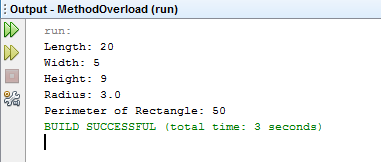 Output - MethodOverload (run)
run:
Length: 20
Width: 5
Height: 9
Radius: 3.0
Perimeter of Rectangle: 50
BUILD SUCCESSFUL (total time: 3 seconds)